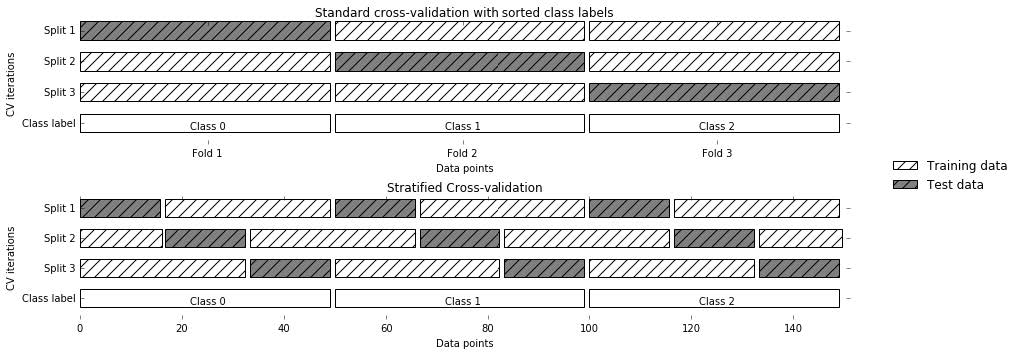 Standard cross-validation with sorted class labels
Split 1
Split 2
Split 3
Class label
CV iterations
Class 0 Class 1 Class 2
Fold 1 Fold 2 Fold 3
Data points
Training data
Test data
Stratified Cross-validation
Split 1
Split 2
Split 3
Class label
CV iterations
Class 0 Class 1 Class 2
0 20 40 60 80 100 120 140
Data points